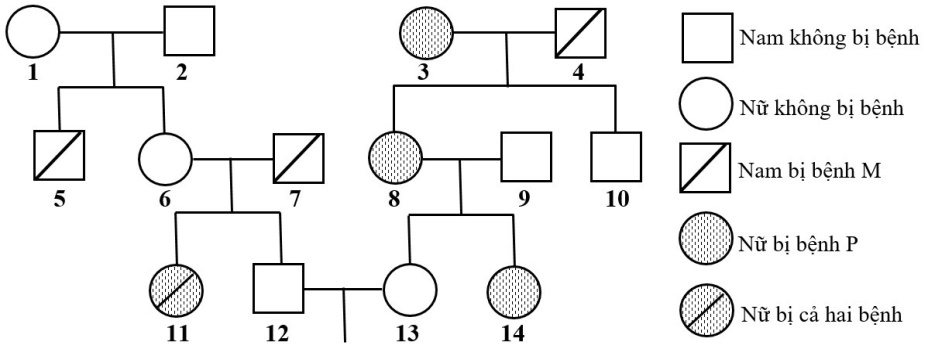 1 2 3 4
Nam không bị bệnh
Nữ không bị bệnh
5 6 7 8 9 10
Nam bị bệnh M
Nữ bị bệnh P
11 12 13 14
Nữ bị cả hai bệnh